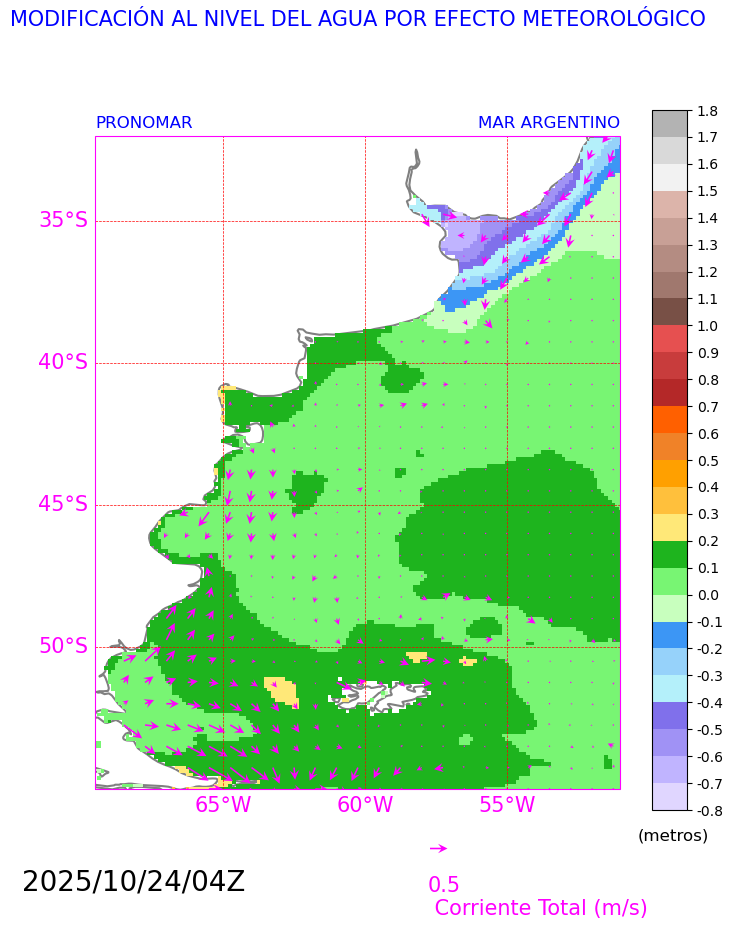 MODIFICACIÓN AL NIVEL DEL AGUA POR EFECTO METEOROLÓGICO
PRONOMAR MAR ARGENTINO
35°S
40°S
45°S
50°S
65°W 60°W 55°W
1.8
1.7
1.6
1.5
1.4
1.3
1.2
1.1
1.0
0.9
0.8
0.7
0.6
0.5
0.4
0.3
0.2
0.1
0.0
-0.1
-0.2
-0.3
-0.4
-0.5
-0.6
-0.7
-0.8
(metros)
2025/10/24/04Z
0.5
Corriente Total (m/s)